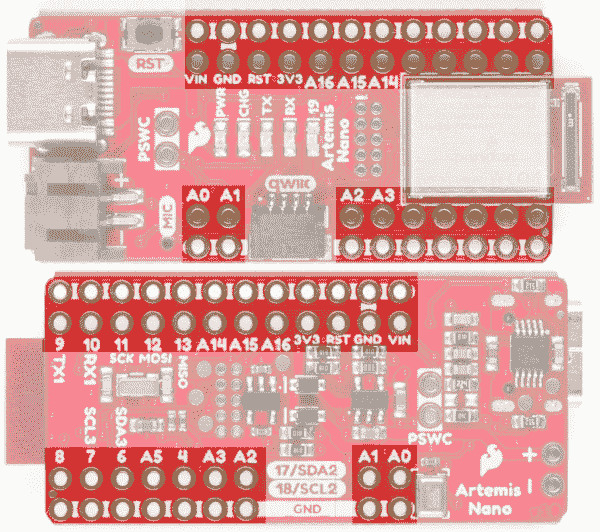 RST
VIN GND RST 3V3 A16 A15 A14
PWR
CHG
TX
RX
19
Artemis
Nano
PSWC
MIC
A0 A1
qwiic
A2 A3
9 10 11 12 13 A14 A15 A16 3V3 RST GND VIN
TX1
RX1
SCK MOSI
MISO
SCL3
SDA3
PSWC
8 7 6 A5 4 A3 A2
17/SDA2
18/SCL2
GND
A1 A0
+
-
Artemis
Nano